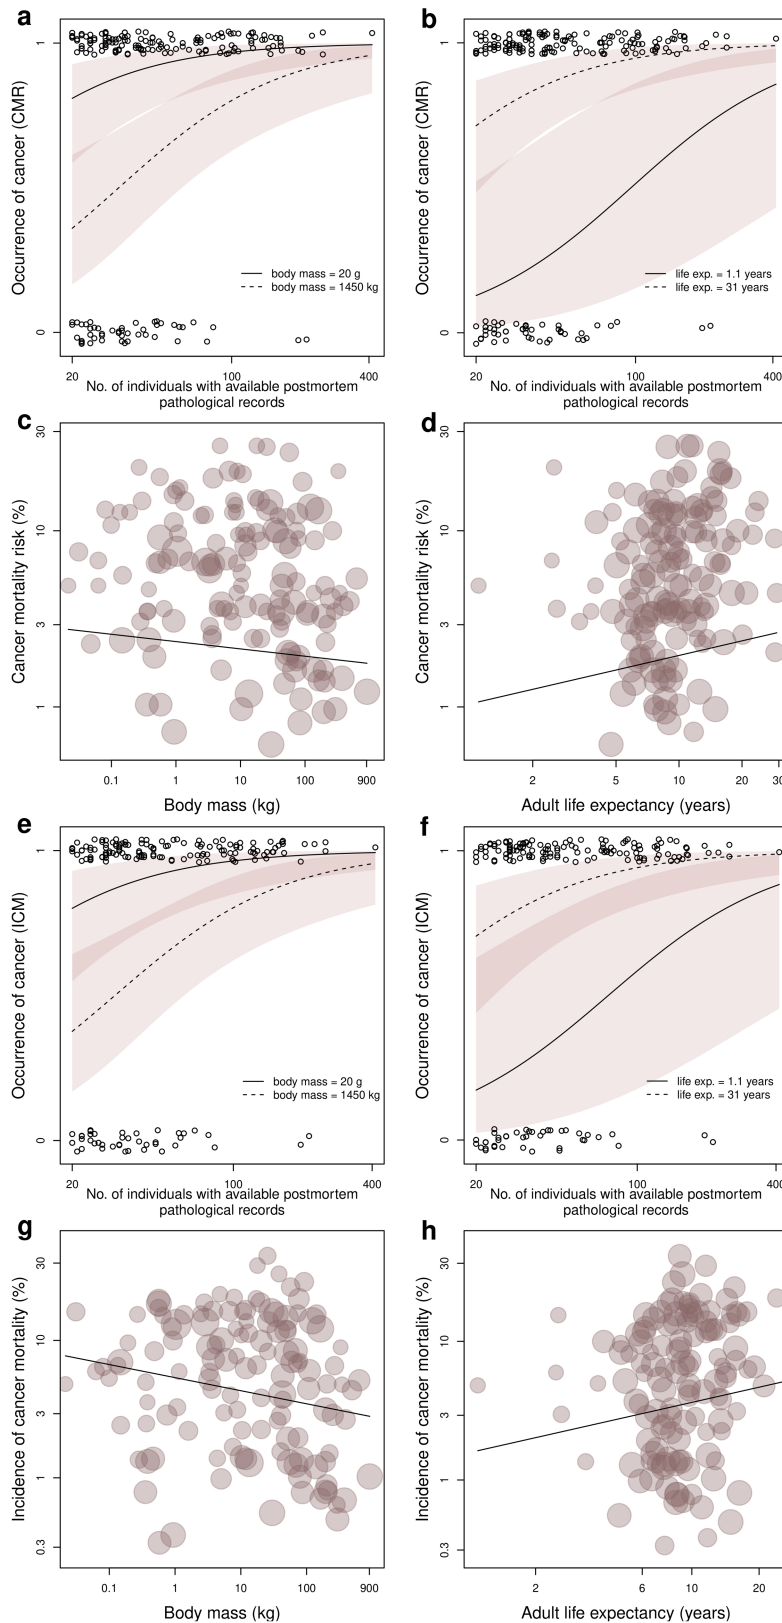 a
Occurrence of cancer (CMR)
1
0
body mass = 20 g
body mass = 1450 kg
20 100 400
No. of individuals with available postmortem
pathological records
b
Occurrence of cancer (CMR)
1
0
life exp. = 1.1 years
life exp. = 31 years
20 100 400
No. of individuals with available postmortem
pathological records
c
Cancer mortality risk (%)
30
10
3
1
0.1 1 10 100 900
Body mass (kg)
d
Cancer mortality risk (%)
30
10
3
1
2 5 10 20 30
Adult life expectancy (years)
e
Occurrence of cancer (ICM)
1
0
body mass = 20 g
body mass = 1450 kg
20 100 400
No. of individuals with available postmortem
pathological records
f
Occurrence of cancer (ICM)
1
0
life exp. = 1.1 years
life exp. = 31 years
20 100 400
No. of individuals with available postmortem
pathological records
g
Incidence of cancer mortality (%)
30
10
3
1
0.3
0.1 1 10 100 900
Body mass (kg)
h
Incidence of cancer mortality (%)
30
10
3
1
0.3
2 6 10 20
Adult life expectancy (years)